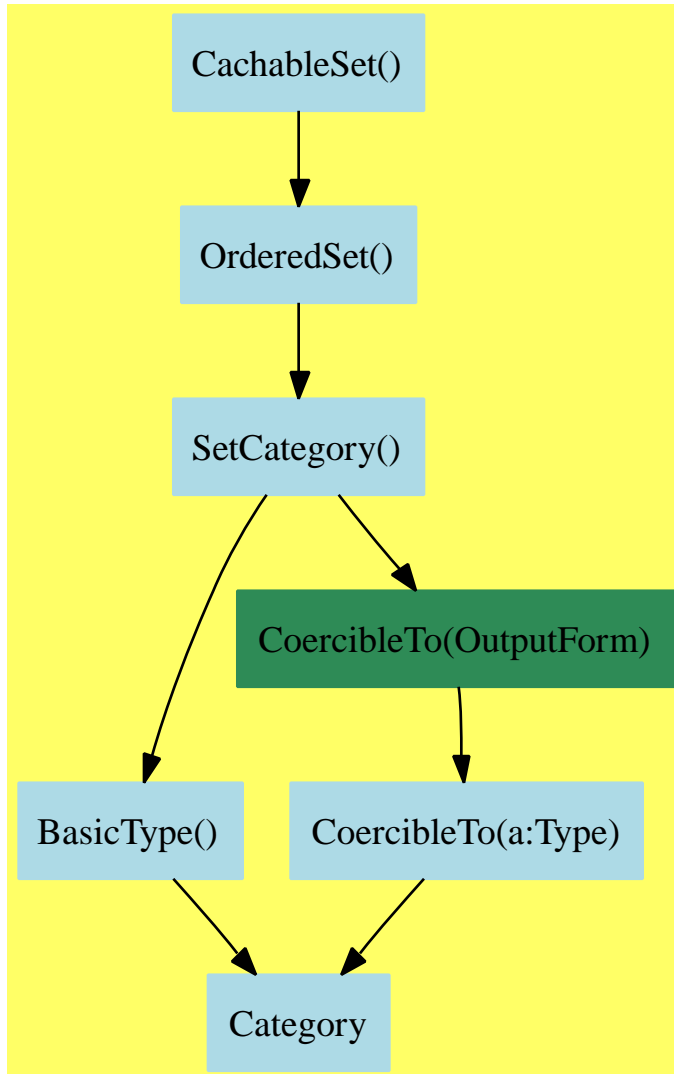 CachableSet()
OrderedSet()
SetCategory()
CoercibleTo(OutputForm)
BasicType()
CoercibleTo(a:Type)
Category